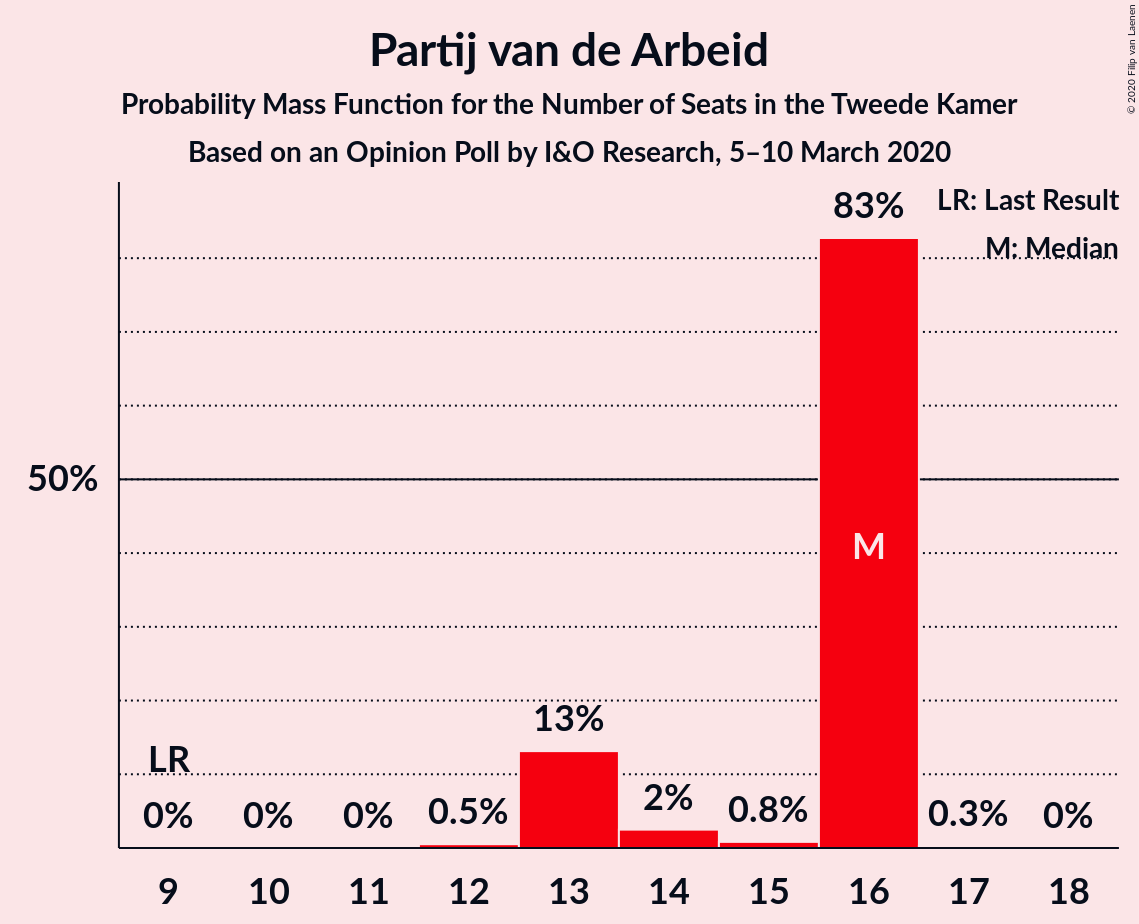 Partij van de Arbeid
Probability Mass Function for the Number of Seats in the Tweede Kamer
Based on an Opinion Poll by I&O Research, 5–10 March 2020
© 2020 Filip van Laenen
LR: Last Result
M: Median
83%
50%
M
13%
LR
0%
0%
0%
0.5%
2%
0.8%
0.3%
0%
9 10 11 12 13 14 15 16 17 18